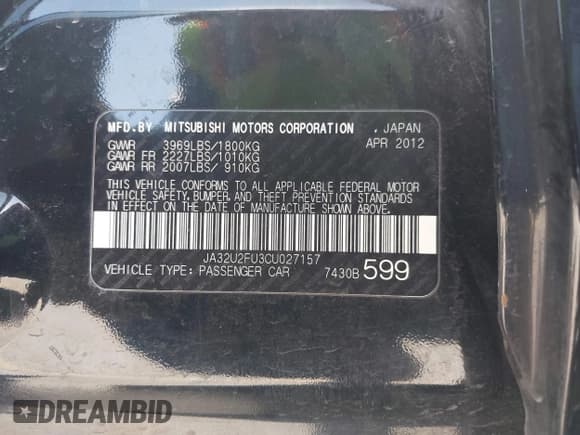 MFD. BY MITSUBISHI MOTORS CORPORATION , JAPAN
GVWR 3969LBS/1800KG APR 2012
GAWR FR 2227LBS/1010KG
GAWR RR 2007LBS/ 910KG
THIS VEHICLE CONFORMS TO ALL APPLICABLE FEDERAL MOTOR
VEHICLE SAFETY, BUMPER, AND THEFT PREVENTION STANDARDS
IN EFFECT ON THE DATE OF MANUFACTURE SHOWN ABOVE.
JA32U2FU3CU027157
VEHICLE TYPE: PASSENGER CAR 7430B 599
DREAMBID